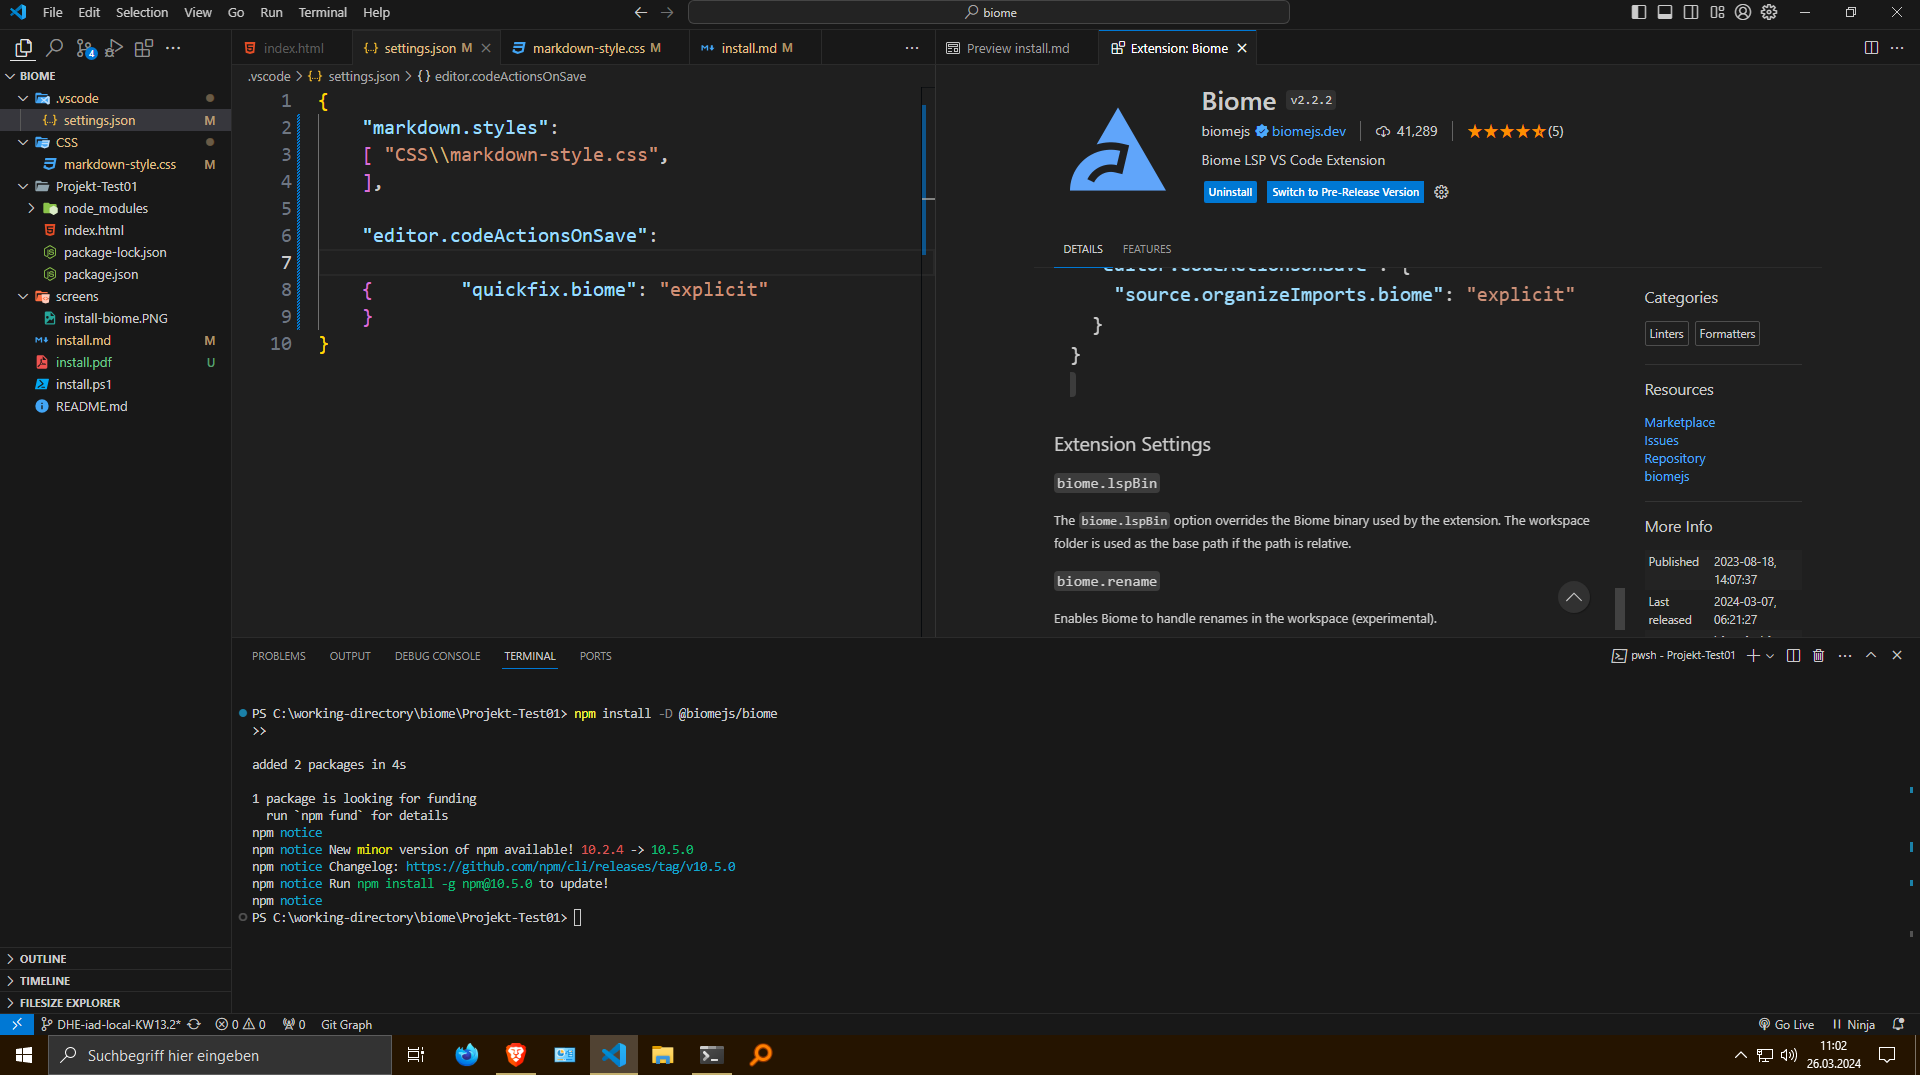 File Edit Selection View Go Run Terminal Help
biome
4
index.html
settings.json M
markdown-style.css M
install.md M
Preview install.md
Extension: Biome
BIOME
.vscode
settings.json M
CSS
markdown-style.css M
Projekt-Test01
node_modules
index.html
package-lock.json
package.json
screens
install-biome.PNG
install.md M
install.pdf U
install.ps1
README.md
OUTLINE
TIMELINE
FILESIZE EXPLORER
.vscode > {..} settings.json > {} editor.codeActionsOnSave
1 {
2 "markdown.styles":
3 [ "CSS\\markdown-style.css",
4 ],
5
6 "editor.codeActionsOnSave":
7
8 { "quickfix.biome": "explicit"
9 }
10 }
Biome v2.2.2
biomejs biomejs.dev 41,289 ★★★★★(5)
Biome LSP VS Code Extension
Uninstall
Switch to Pre-Release Version
DETAILS FEATURES
"editor.codeActionsOnSave": {
"source.organizeImports.biome": "explicit"
}
}
Extension Settings
biome.lspBin
The biome.lspBin option overrides the Biome binary used by the extension. The workspace
folder is used as the base path if the path is relative.
biome.rename
Enables Biome to handle renames in the workspace (experimental).
Categories
Linters Formatters
Resources
Marketplace
Issues
Repository
biomejs
More Info
Published 2023-08-18,
14:07:37
Last 2024-03-07,
released 06:21:27
PROBLEMS OUTPUT DEBUG CONSOLE TERMINAL PORTS
pwsh - Projekt-Test01
PS C:\working-directory\biome\Projekt-Test01> npm install -D @biomejs/biome
>>
added 2 packages in 4s
1 package is looking for funding
run `npm fund` for details
npm notice
npm notice New minor version of npm available! 10.2.4 -> 10.5.0
npm notice Changelog: https://github.com/npm/cli/releases/tag/v10.5.0
npm notice Run npm install -g npm@10.5.0 to update!
npm notice
PS C:\working-directory\biome\Projekt-Test01>
DHE-iad-local-KW13.2* 0 0 0 Git Graph
Go Live Ninja
Suchbegriff hier eingeben
11:02
26.03.2024